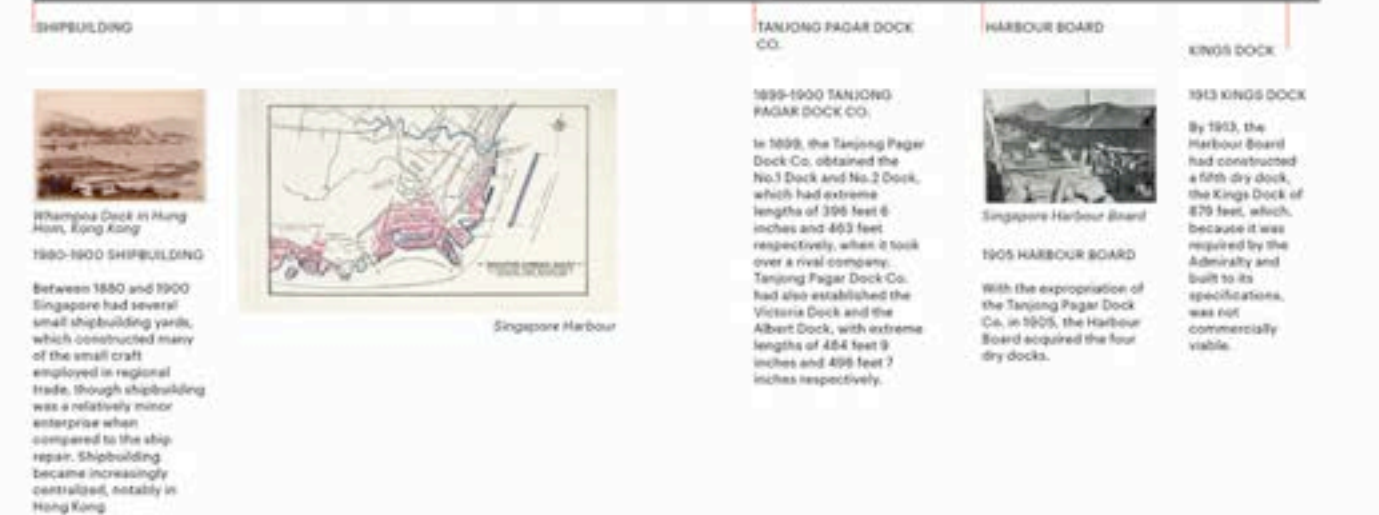 SHIPBUILDING
TANJONG PAGAR DOCK
CO.
HARBOUR BOARD
KINGS DOCK
Whampoa Dock in Hung
Hom, Kong Kong
1980-1900 SHIPBUILDING
Between 1880 and 1900
Singapore had several
small shipbuilding yards,
which constructed many
of the small craft
employed in regional
trade, though shipbuilding
was a relatively minor
enterprise when
compared to the ship
repair. Shipbuilding
became increasingly
centralized, notably in
Hong Kong
Singapore Harbour
1899-1900 TANJONG
PAGAR DOCK CO.
In 1899, the Tanjong Pagar
Dock Co. obtained the
No.1 Dock and No.2 Dock,
which had extreme
lengths of 396 feet 6
inches and 463 feet
respectively, when it took
over a rival company.
Tanjong Pagar Dock Co.
had also established the
Victoria Dock and the
Albert Dock, with extreme
lengths of 484 feet 9
inches and 496 feet 7
inches respectively.
Singapore Harbour Board
1905 HARBOUR BOARD
With the expropriation of
the Tanjong Pagar Dock
Co. in 1905, the Harbour
Board acquired the four
dry docks.
1913 KINGS DOCK
By 1913, the
Harbour Board
had constructed
a fifth dry dock,
the Kings Dock of
879 feet, which,
because it was
required by the
Admiralty and
built to its
specifications,
was not
commercially
viable.